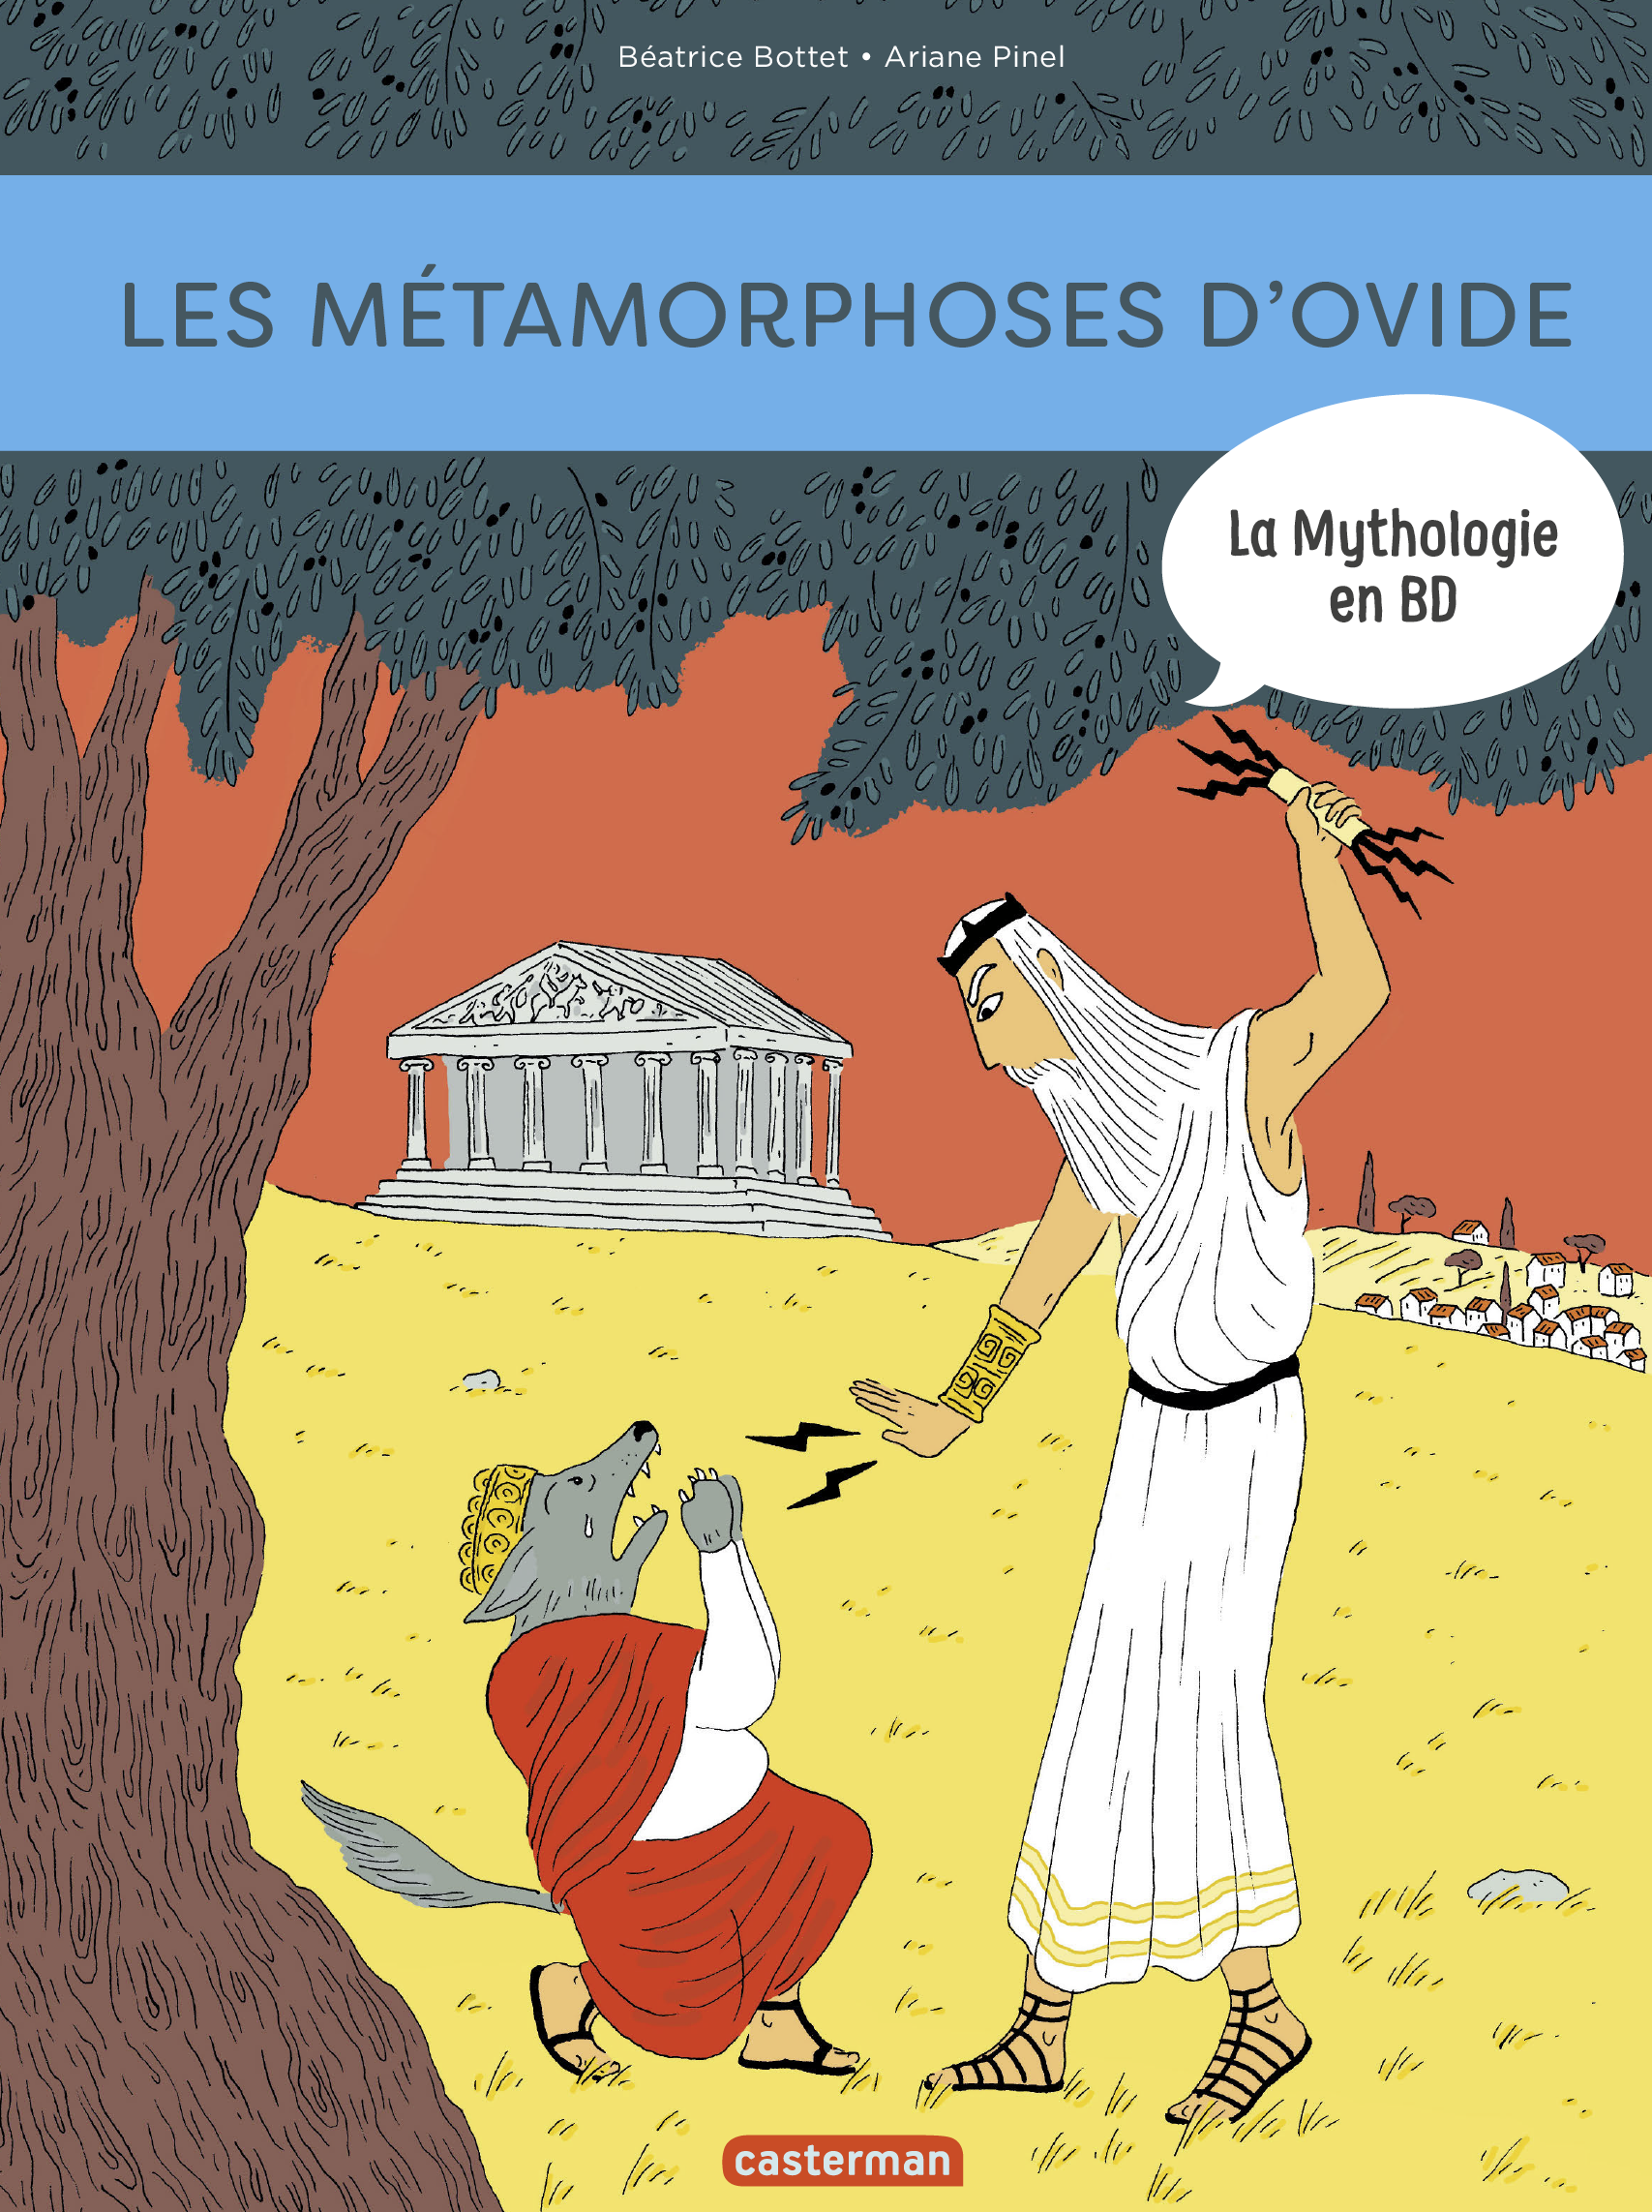 Béatrice Bottet • Ariane Pinel
LES MÉTAMORPHOSES D’OVIDE
La Mythologie
en BD
casterman